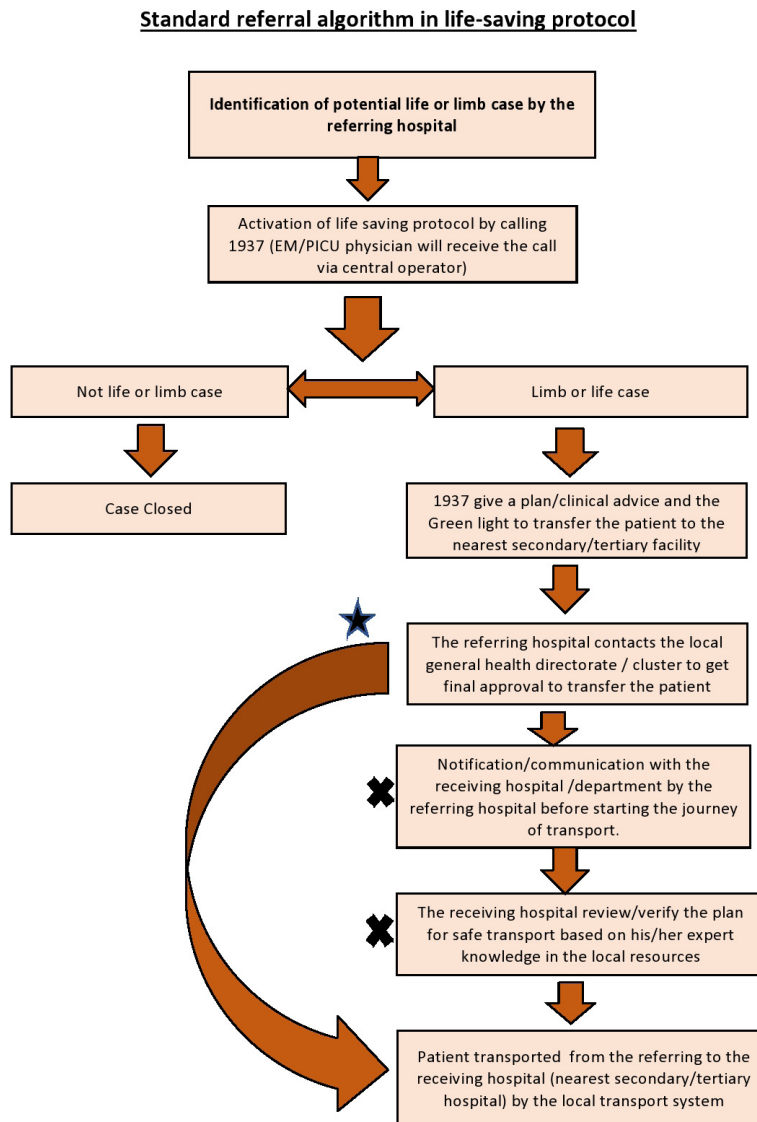 Standard referral algorithm in life-saving protocol
Identification of potential life or limb case by the
referring hospital
Activation of life saving protocol by calling
1937 (EM/PICU physician will receive the call
via central operator)
Not life or limb case
Limb or life case
Case Closed
1937 give a plan/clinical advice and the
Green light to transfer the patient to the
nearest secondary/tertiary facility
The referring hospital contacts the local
general health directorate / cluster to get
final approval to transfer the patient
Notification/communication with the
receiving hospital /department by the
referring hospital before starting the journey
of transport.
The receiving hospital review/verify the plan
for safe transport based on his/her expert
knowledge in the local resources
Patient transported from the referring to the
receiving hospital (nearest secondary/tertiary
hospital) by the local transport system